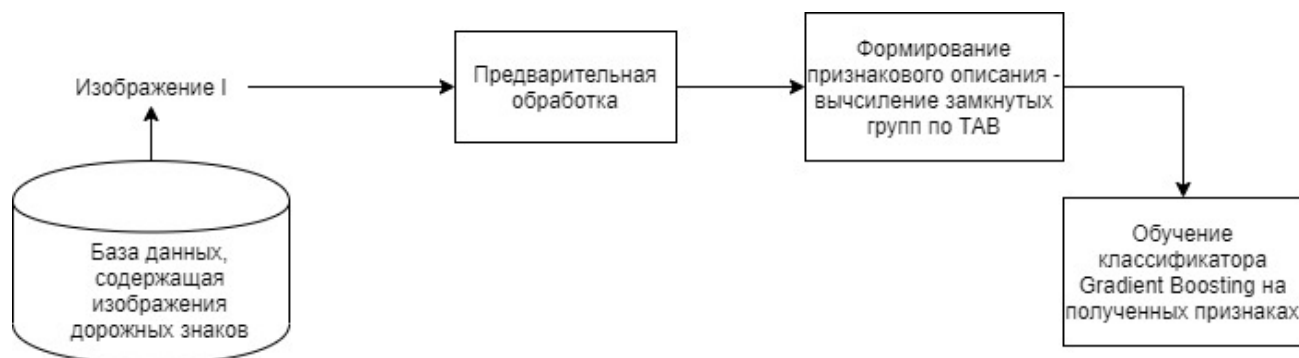 Изображение I
База данных,
содержащая
изображения
дорожных знаков
Предварительная
обработка
Формирование
признакового описания -
вычсиление замкнутых
групп по ТАВ
Обучение
классификатора
Gradient Boosting на
полученных признаках